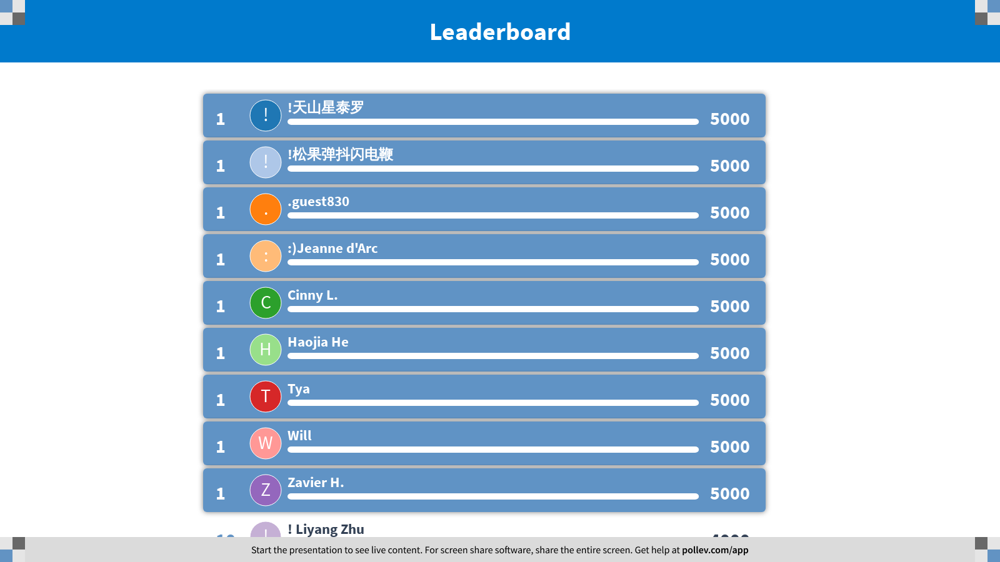 Leaderboard
1 ! !天山星泰罗 5000
1 ! !松果弹抖闪电鞭 5000
1 . .guest830 5000
1 : :)Jeanne d'Arc 5000
1 C Cinny L. 5000
1 H Haojia He 5000
1 T Tya 5000
1 W Will 5000
1 Z Zavier H. 5000
! ! Liyang Zhu
Start the presentation to see live content. For screen share software, share the entire screen. Get help at pollev.com/app